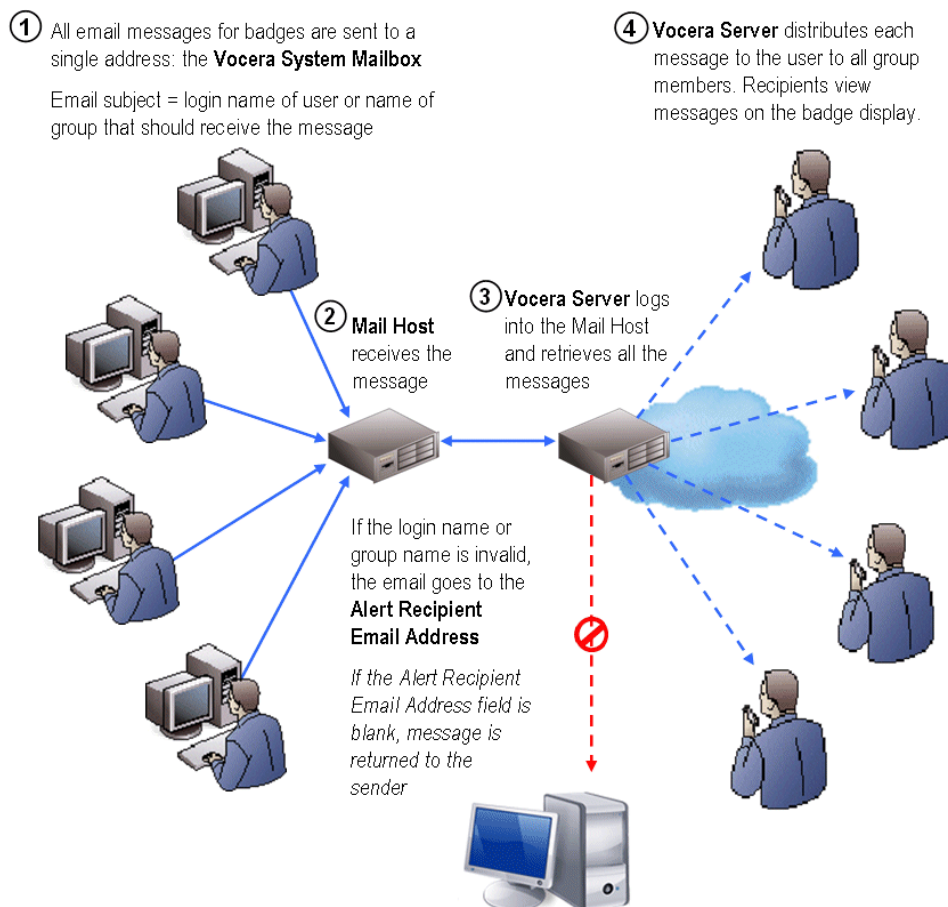 1 All email messages for badges are sent to a
single address: the Vocera System Mailbox
Email subject = login name of user or name of
group that should receive the message
2 Mail Host
receives the
message
3 Vocera Server logs
into the Mail Host
and retrieves all the
messages
4 Vocera Server distributes each
message to the user to all group
members. Recipients view
messages on the badge display.
If the login name or
group name is invalid,
the email goes to the
Alert Recipient
Email Address
If the Alert Recipient
Email Address field is
blank, message is
returned to the
sender